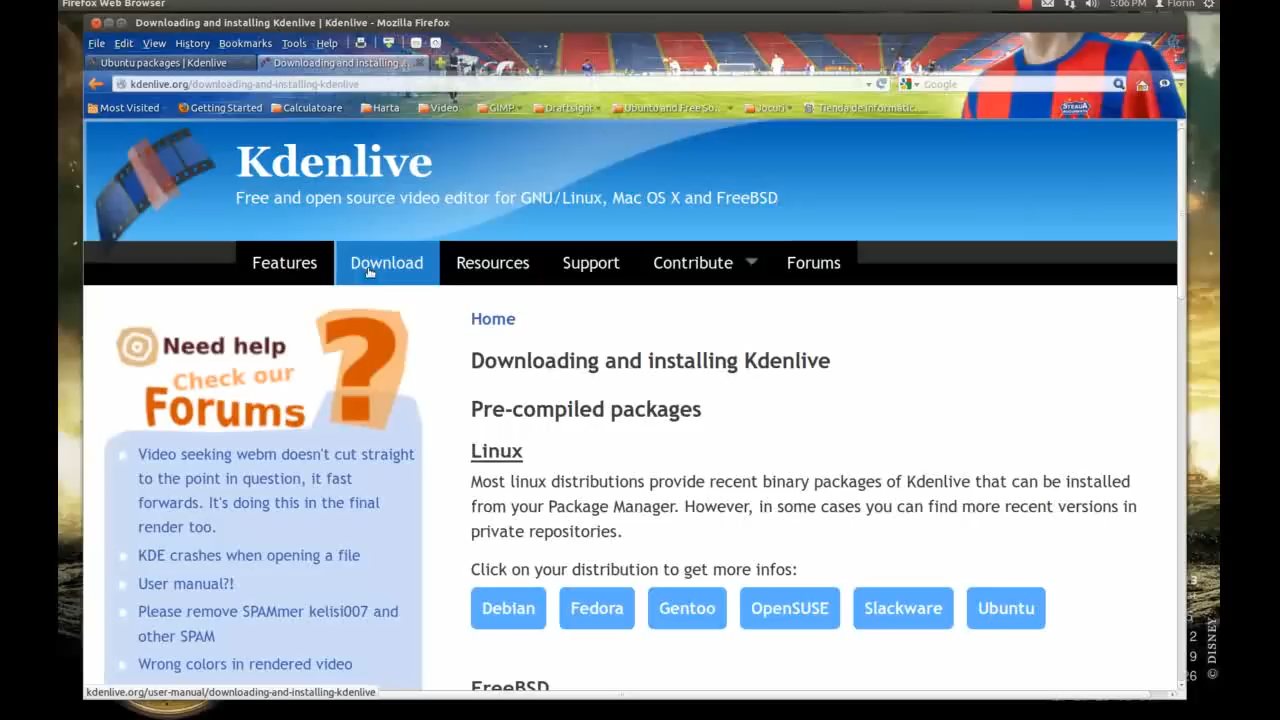 Firefox Web Browser
5:06 PM Florin
Downloading and installing Kdenlive | Kdenlive - Mozilla Firefox
File Edit View History Bookmarks Tools Help
Ubuntu packages | Kdenlive
Downloading and installing...
kdenlive.org/downloading-and-installing-kdenlive
Google
Most Visited
Getting Started
Calculatoare
Harta
Video
GIMP
Draftsight
Ubuntu and Free So...
Jocuri
Tienda de informátic...
STEAUA
Kdenlive
Free and open source video editor for GNU/Linux, Mac OS X and FreeBSD
Features Download Resources Support Contribute Forums
Need help
Check our
Forums
?
Video seeking webm doesn't cut straight
to the point in question, it fast
forwards. It's doing this in the final
render too.
KDE crashes when opening a file
User manual?!
Please remove SPAMmer kelisi007 and
other SPAM
Wrong colors in rendered video
Home
Downloading and installing Kdenlive
Pre-compiled packages
Linux
Most linux distributions provide recent binary packages of Kdenlive that can be installed
from your Package Manager. However, in some cases you can find more recent versions in
private repositories.
Click on your distribution to get more infos:
Debian Fedora Gentoo OpenSUSE Slackware Ubuntu
FreeBSD
kdenlive.org/user-manual/downloading-and-installing-kdenlive
© DISNEY